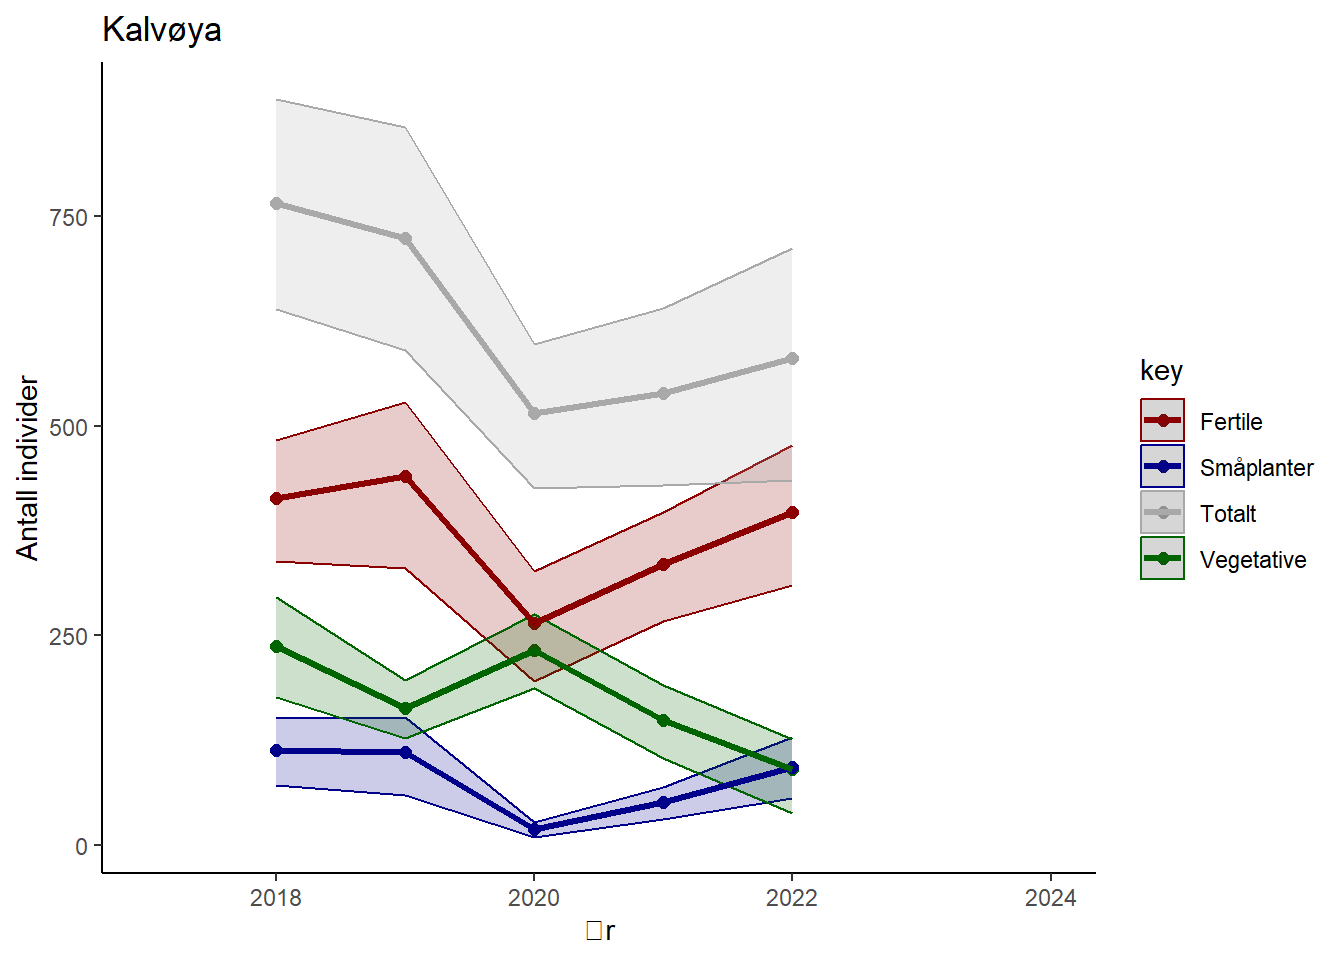 Kalvøya
Antall individer
750
500
250
0
2018 2020 2022 2024
□r
key
Fertile
Småplanter
Totalt
Vegetative